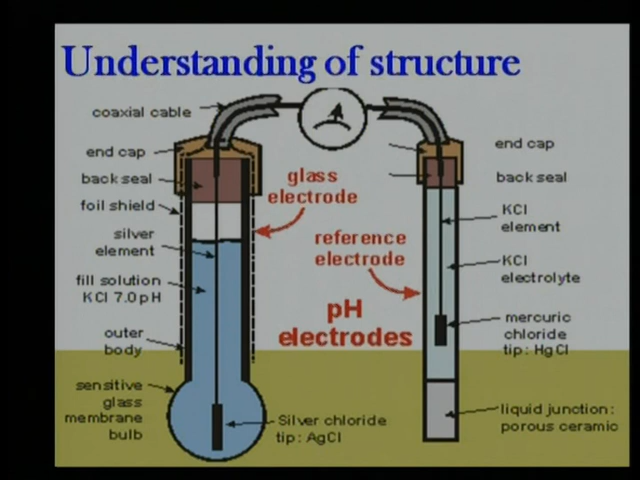 Understanding of structure
coaxial cable
end cap
back seal
foil shield
silver
element
fill solution
KCl 7.0pH
outer
body
sensitive
glass
membrane
bulb
glass
electrode
reference
electrode
pH
electrodes
Silver chloride
tip: AgCl
end cap
back seal
KCl
element
KCl
electrolyte
mercuric
chloride
tip: HgCl
liquid junction:
porous ceramic